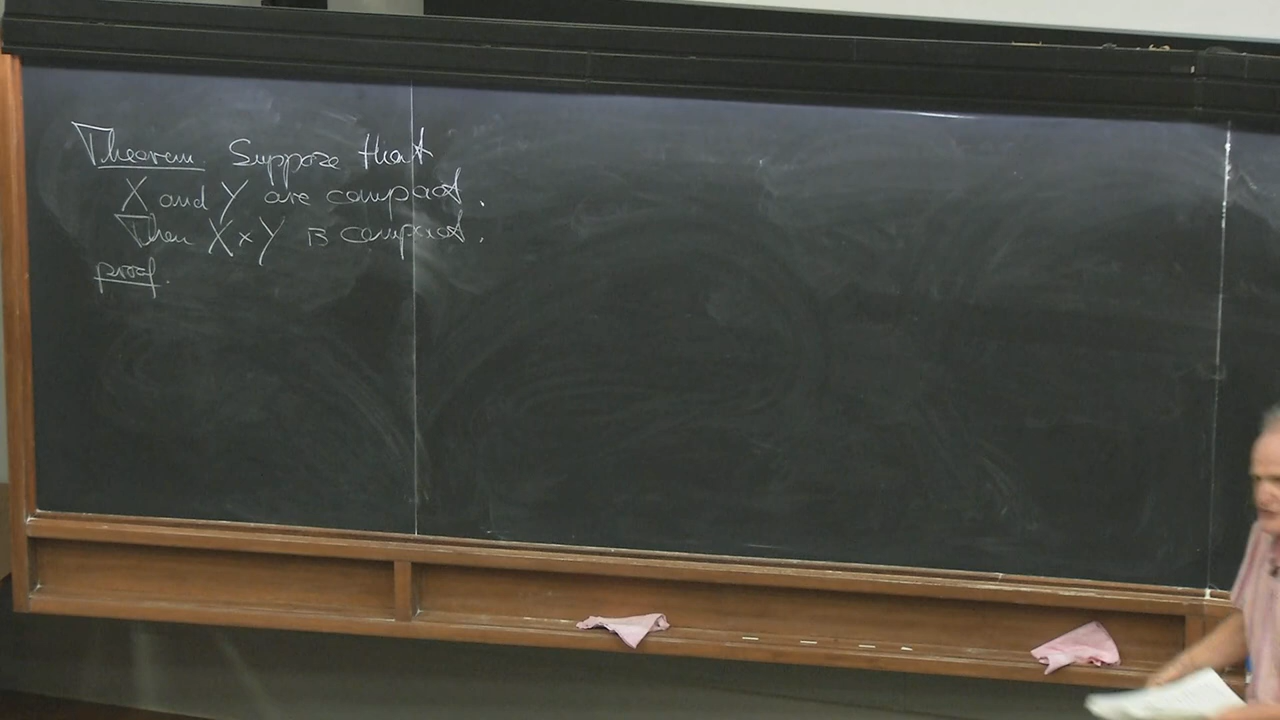 Theorem. Suppose that
X and Y are compact.
Then X × Y is compact.
proof.